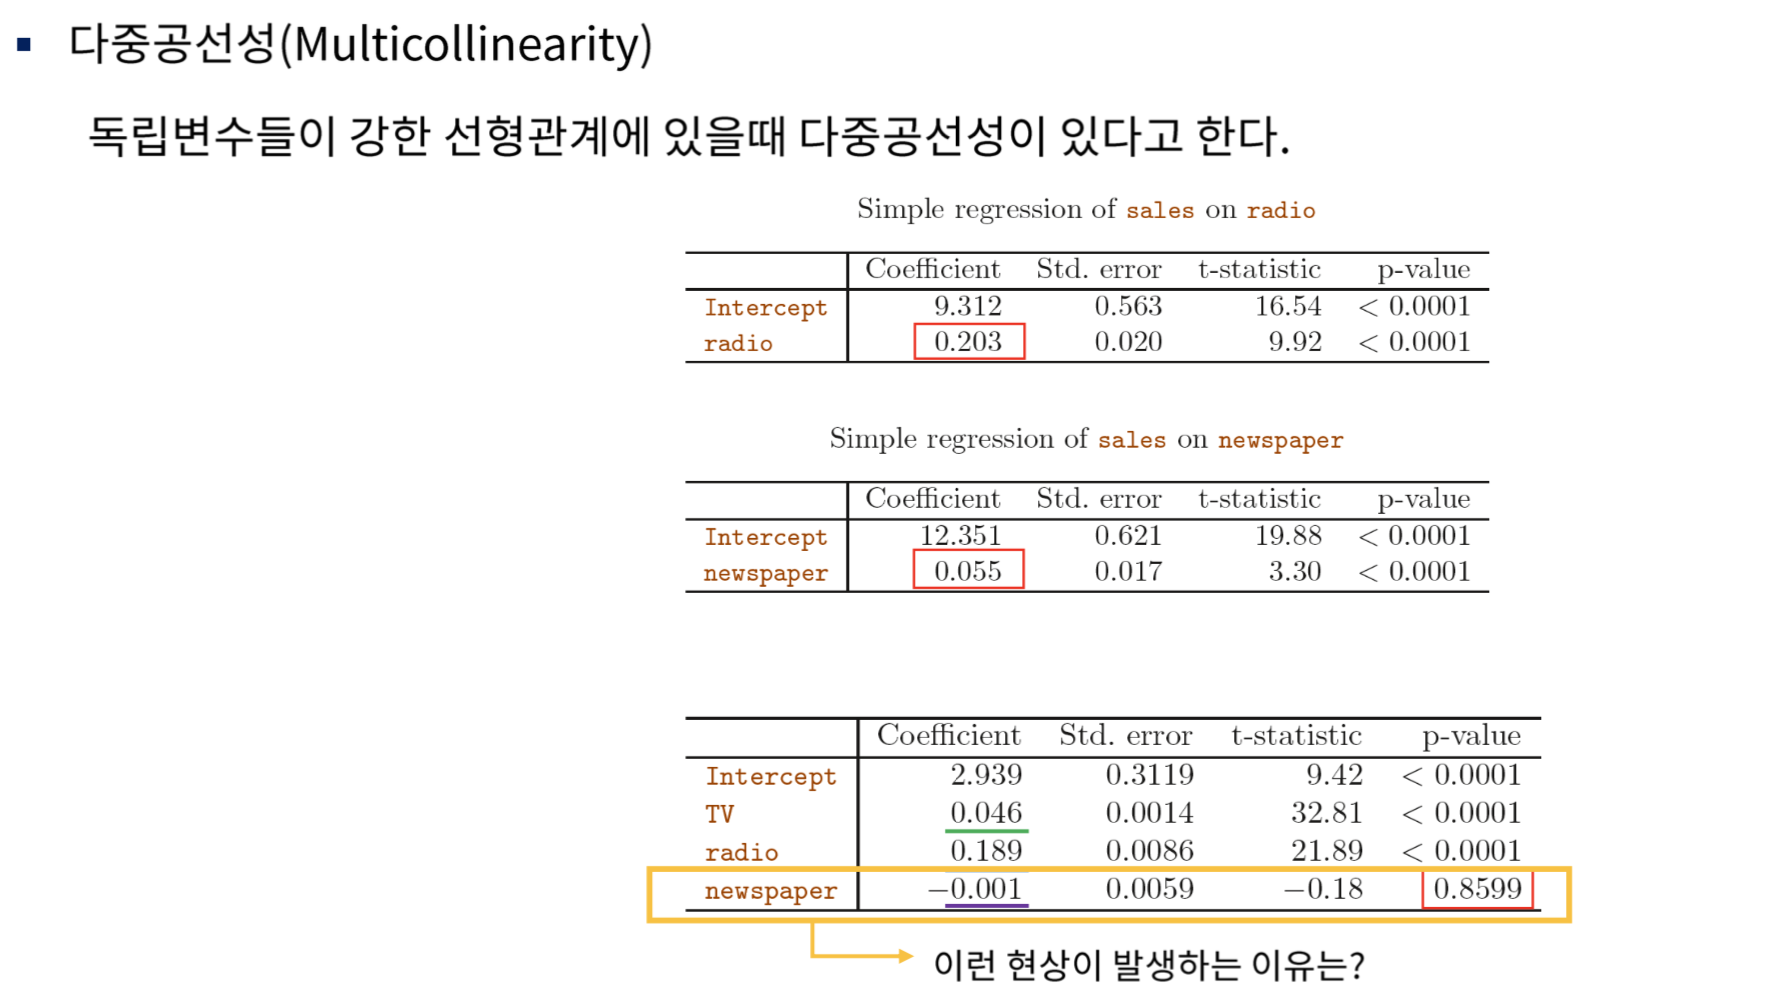 ▪ 다중공선성(Multicollinearity)
독립변수들이 강한 선형관계에 있을때 다중공선성이 있다고 한다.
Simple regression of sales on radio
Coefficient Std. error t-statistic p-value
Intercept 9.312 0.563 16.54 < 0.0001
radio 0.203 0.020 9.92 < 0.0001
Simple regression of sales on newspaper
Coefficient Std. error t-statistic p-value
Intercept 12.351 0.621 19.88 < 0.0001
newspaper 0.055 0.017 3.30 < 0.0001
Coefficient Std. error t-statistic p-value
Intercept 2.939 0.3119 9.42 < 0.0001
TV 0.046 0.0014 32.81 < 0.0001
radio 0.189 0.0086 21.89 < 0.0001
newspaper −0.001 0.0059 −0.18 0.8599
이런 현상이 발생하는 이유는?